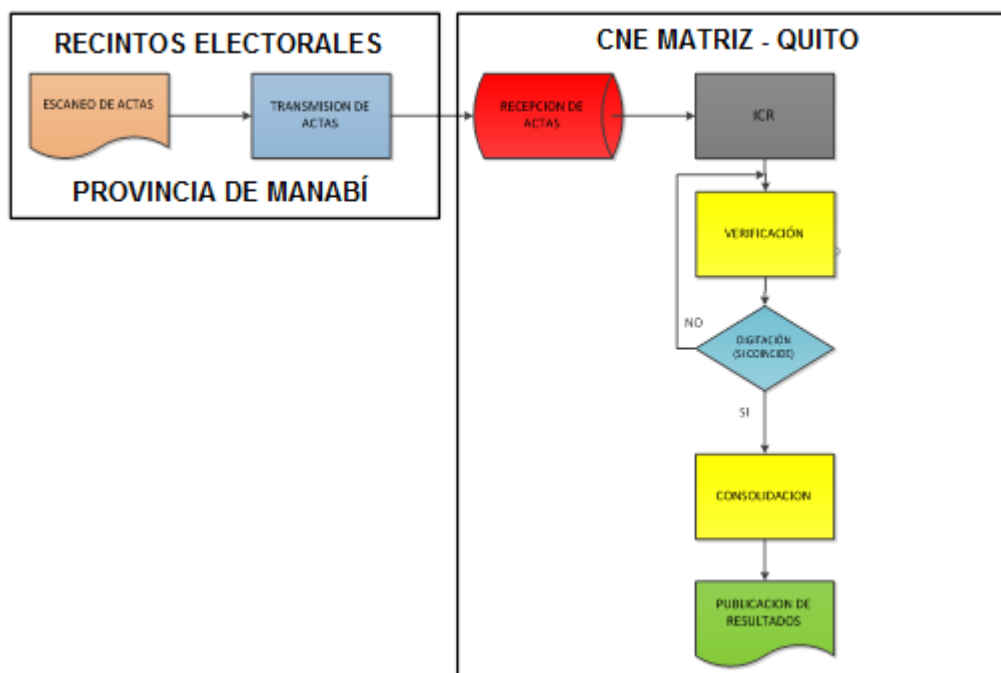 RECINTOS ELECTORALES
ESCANEO DE ACTAS
TRANSMISION DE
ACTAS
PROVINCIA DE MANABÍ
CNE MATRIZ - QUITO
RECEPCION DE
ACTAS
ICR
VERIFICACIÓN
NO
DIGITACIÓN
(SI COINCIDE)
SI
CONSOLIDACION
PUBLICACION DE
RESULTADOS